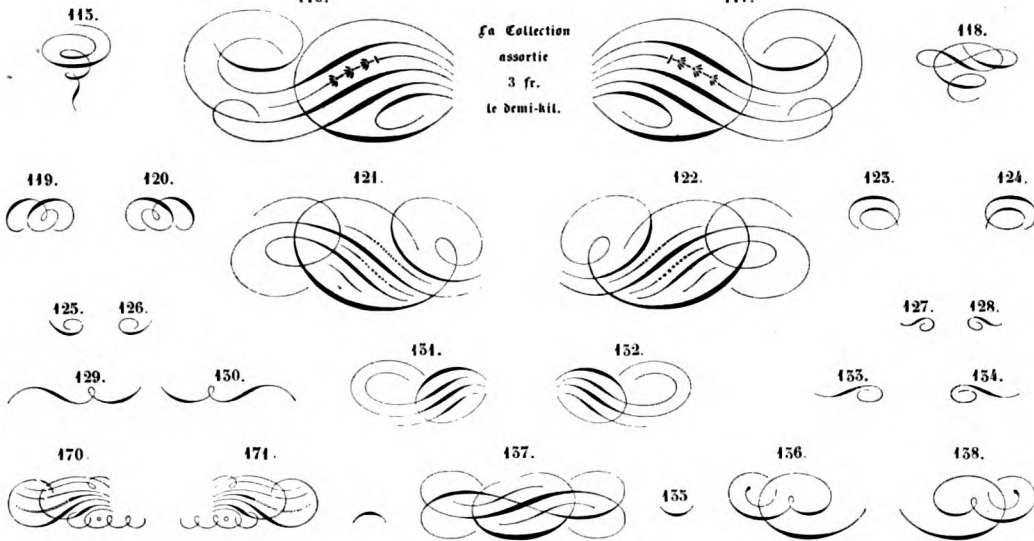 115.
La Collection
assortie
3 fr.
le demi-kil.
118.
119. 120. 121. 122. 123. 124.
125. 126. 127. 128.
129. 130. 131. 132. 133. 134.
170. 171. 137. 135 136. 138.